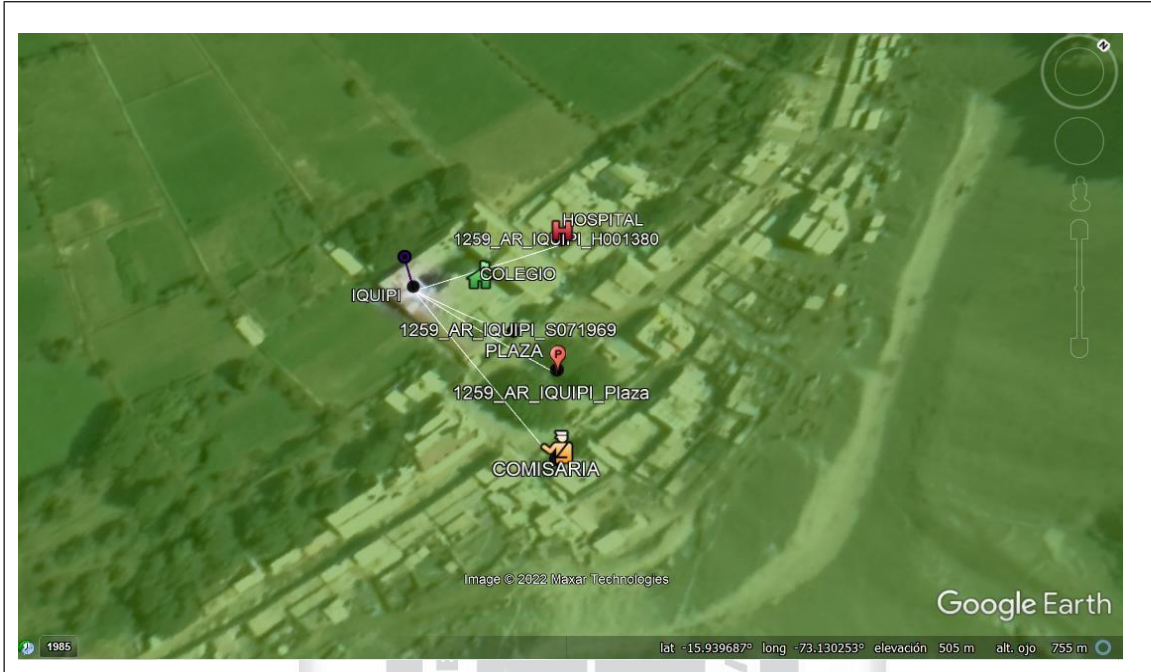 N
HOSPITAL
1259_AR_IQUIPI_H001380
COLEGIO
IQUIPI
1259_AR_IQUIPI_S071969
PLAZA
P
1259_AR_IQUIPI_Plaza
COMISARIA
Image © 2022 Maxar Technologies
Google Earth
1985
lat -15.939687° long -73.130253° elevación 505 m alt. ojo 755 m